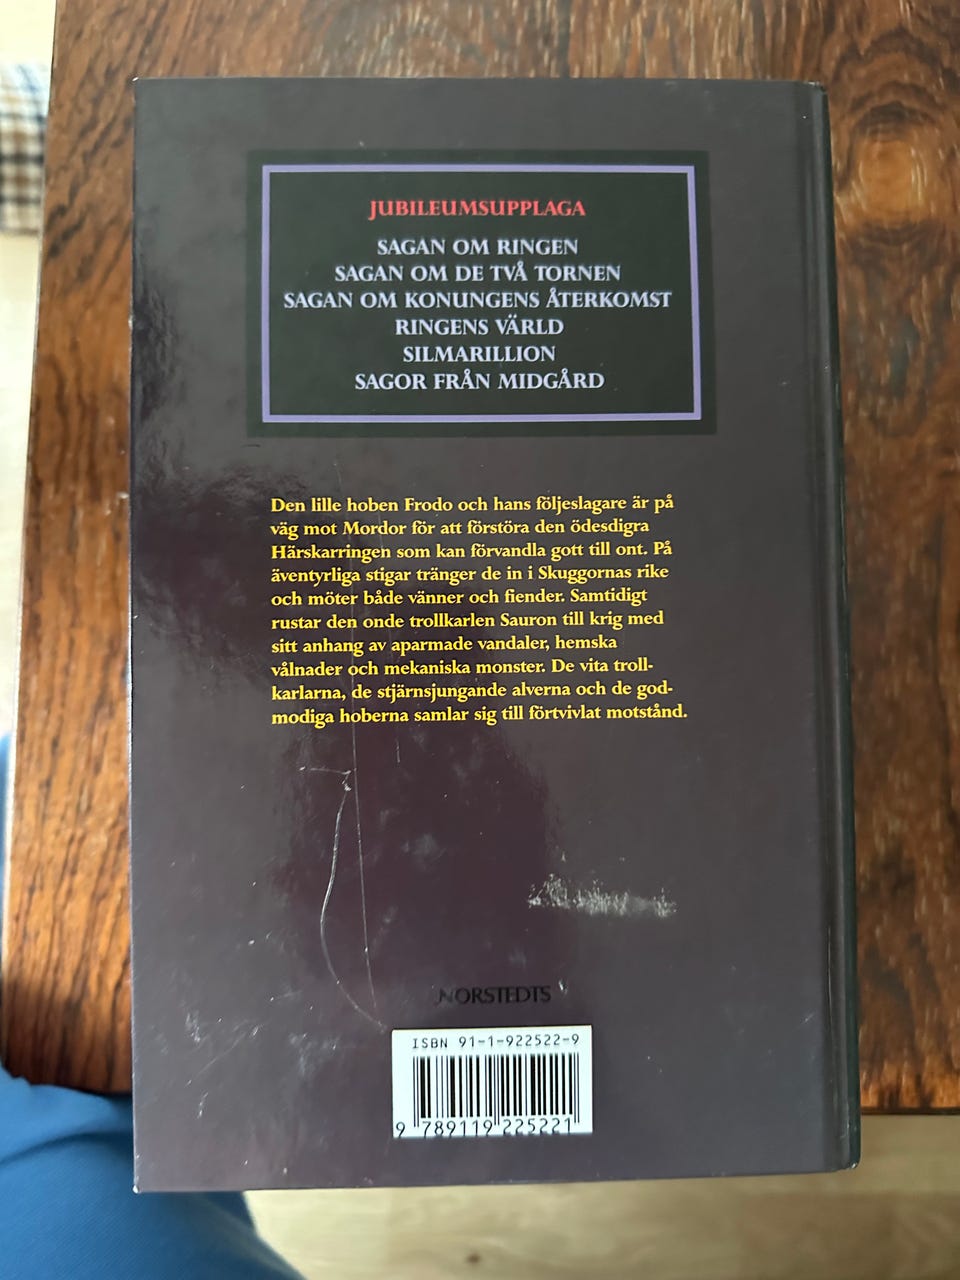 JUBILEUMSUPPLAGA
SAGAN OM RINGEN
SAGAN OM DE TVÅ TORNEN
SAGAN OM KONUNGENS ÅTERKOMST
RINGENS VÄRLD
SILMARILLION
SAGOR FRÅN MIDGÅRD
Den lille hoben Frodo och hans följeslagare är på
väg mot Mordor för att förstöra den ödesdigra
Härskarringen som kan förvandla gott till ont. På
äventyrliga stigar tränger de in i Skuggornas rike
och möter både vänner och fiender. Samtidigt
rustar den onde trollkarlen Sauron till krig med
sitt anhang av aparmade vandaler, hemska
vålnader och mekaniska monster. De vita troll-
karlarna, de stjärnsjungande alverna och de god-
modiga hoberna samlar sig till förtvivlat motstånd.
NORSTEDTS
ISBN 91-1-922522-9
9 789119 225221